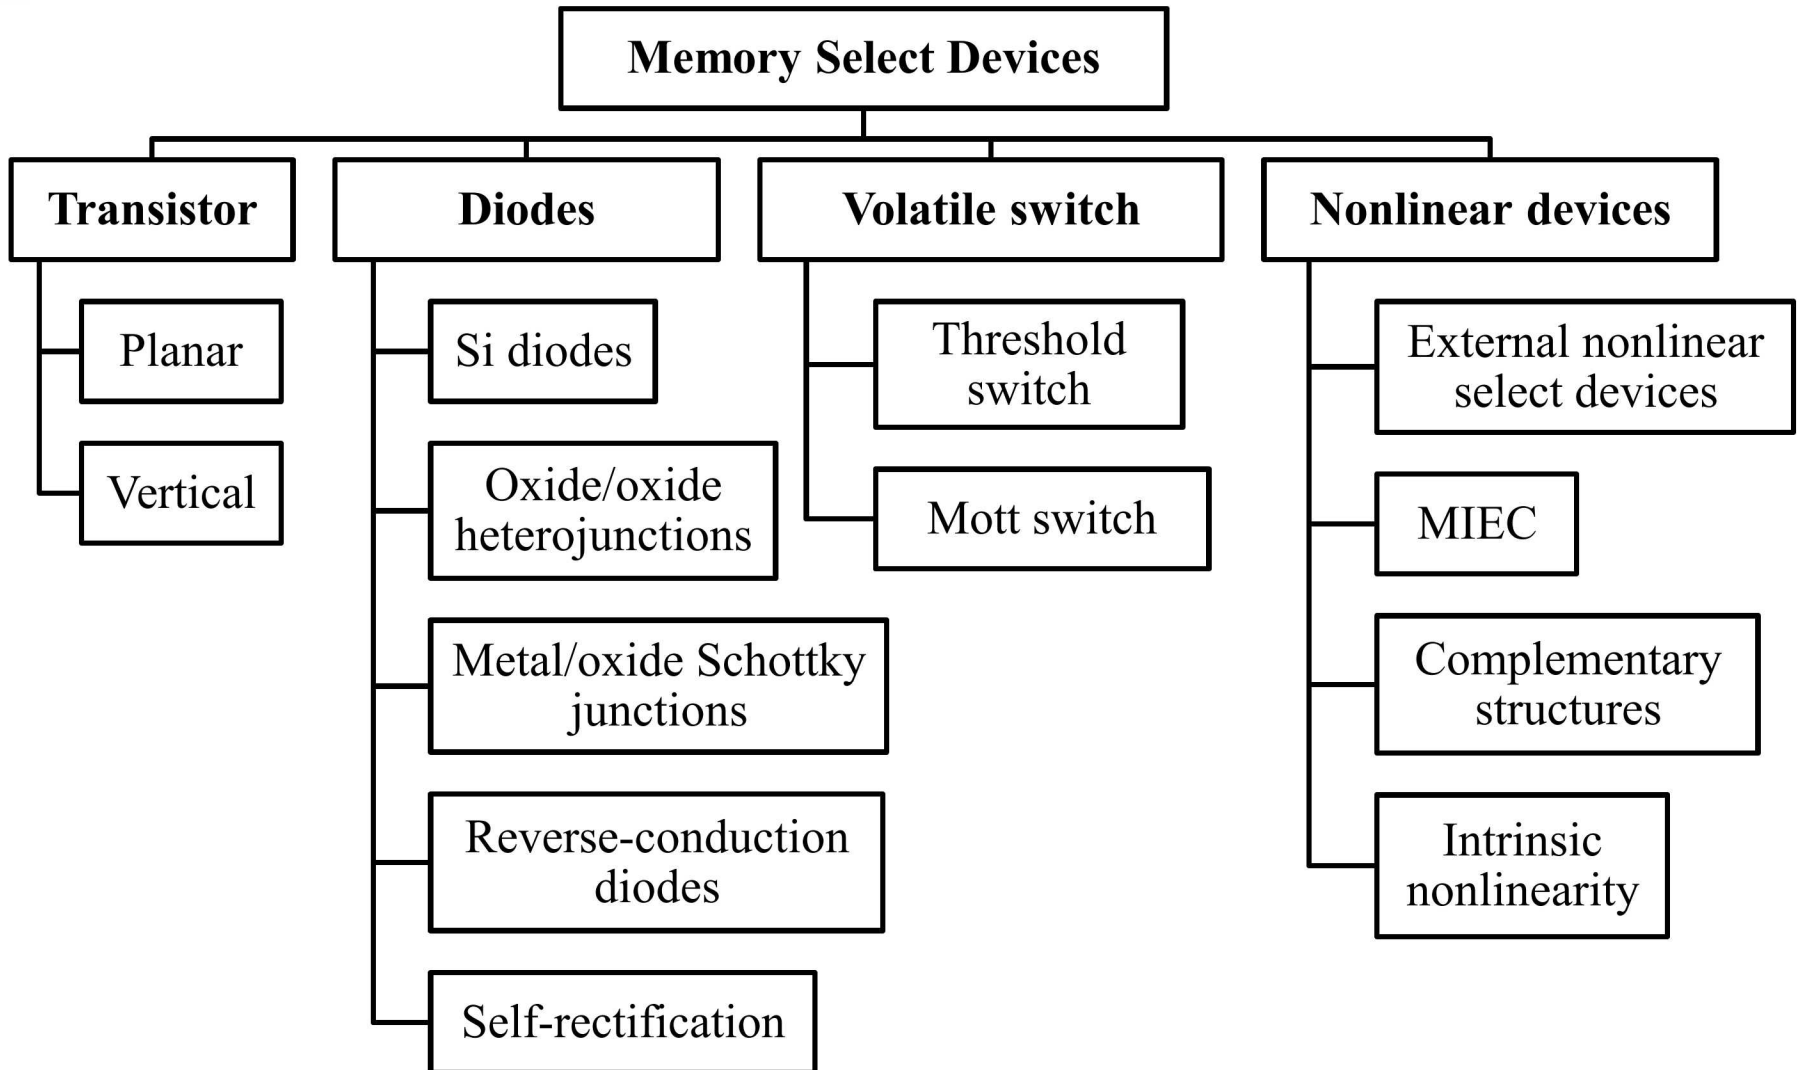 Memory Select Devices
Transistor
Planar
Vertical
Diodes
Si diodes
Oxide/oxide
heterojunctions
Metal/oxide Schottky
junctions
Reverse-conduction
diodes
Self-rectification
Volatile switch
Threshold
switch
Mott switch
Nonlinear devices
External nonlinear
select devices
MIEC
Complementary
structures
Intrinsic
nonlinearity